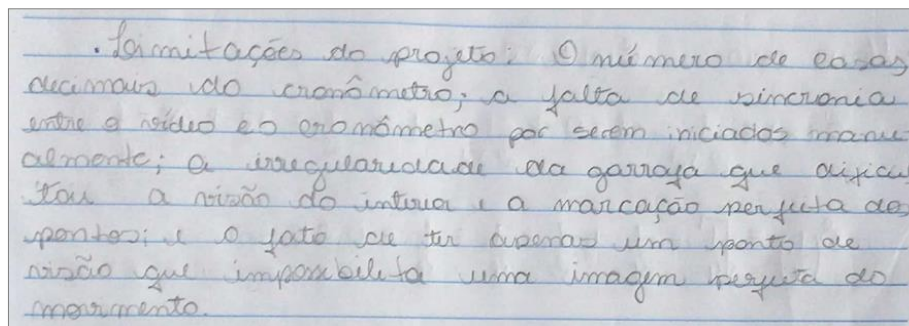 . Limitações do projeto: O número de casas
decimais do cronômetro; a falta de sincronia
entre o vídeo e o cronômetro por serem iniciados manu
almente; a irregularidade da garrafa que dificul
tou a visão do interior e a marcação perfeita dos
pontos; e o fato de ter apenas um ponto de
visão que impossibilita uma imagem perfeita do
movimento.